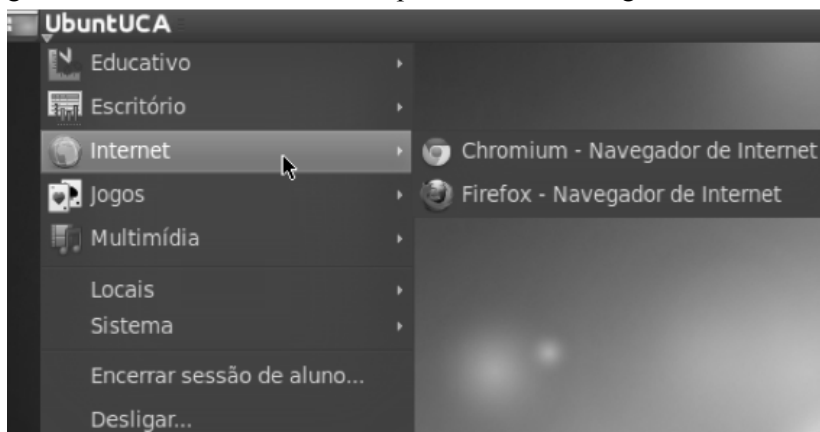 UbuntUCA
Educativo
Escritório
Internet
Chromium - Navegador de Internet
Jogos
Firefox - Navegador de Internet
Multimídia
Locais
Sistema
Encerrar sessão de aluno...
Desligar...